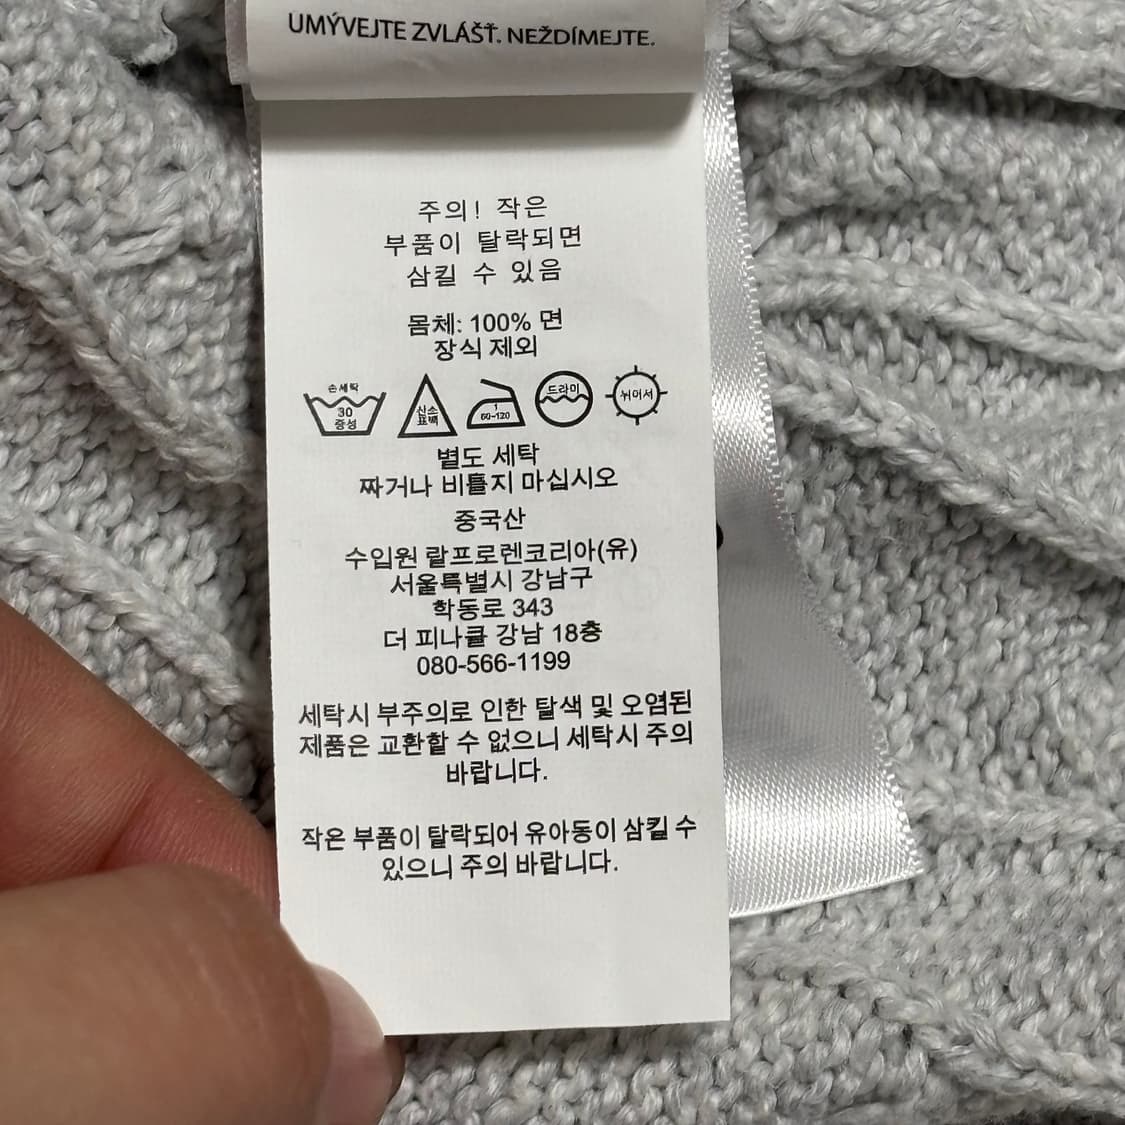 UMÝVEJTE ZVLÁŠŤ. NEŽDÍMEJTE.
주의! 작은
부품이 탈락되면
삼킬 수 있음
몸체: 100% 면
장식 제외
손세탁
30
중성
산소
표백
1
60~120
드라이
뉘어서
별도 세탁
짜거나 비틀지 마십시오
중국산
수입원 랄프로렌코리아(유)
서울특별시 강남구
학동로 343
더 피나클 강남 18층
080-566-1199
세탁시 부주의로 인한 탈색 및 오염된
제품은 교환할 수 없으니 세탁시 주의
바랍니다.
작은 부품이 탈락되어 유아동이 삼킬 수
있으니 주의 바랍니다.